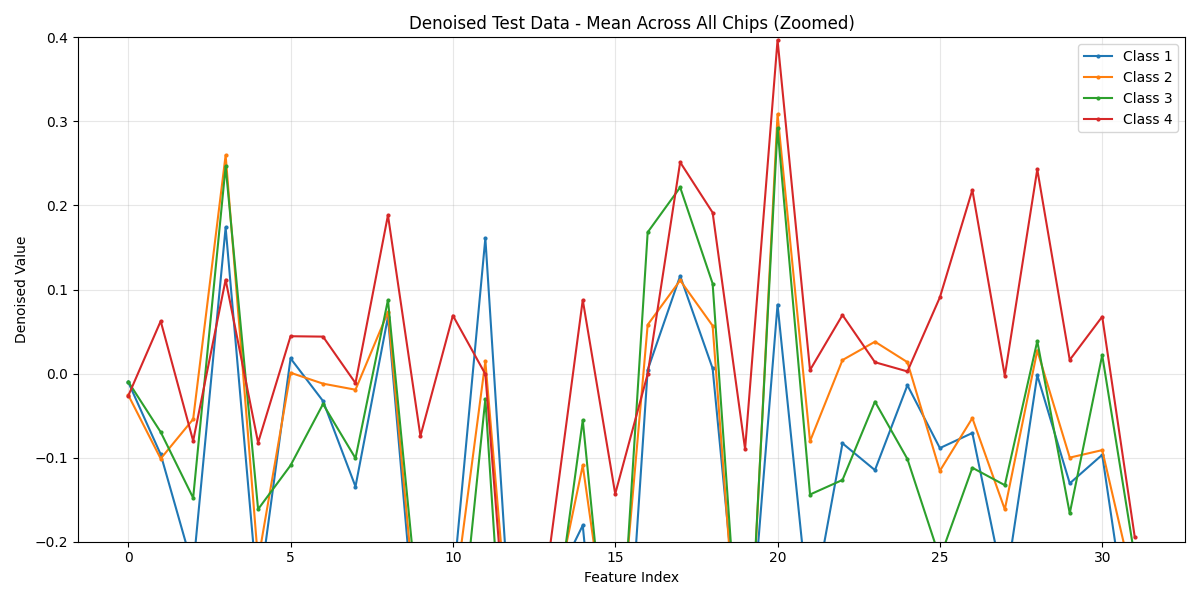 Denoised Test Data - Mean Across All Chips (Zoomed)
Denoised Value
0.4
0.3
0.2
0.1
0.0
−0.1
−0.2
Class 1
Class 2
Class 3
Class 4
0 5 10 15 20 25 30
Feature Index